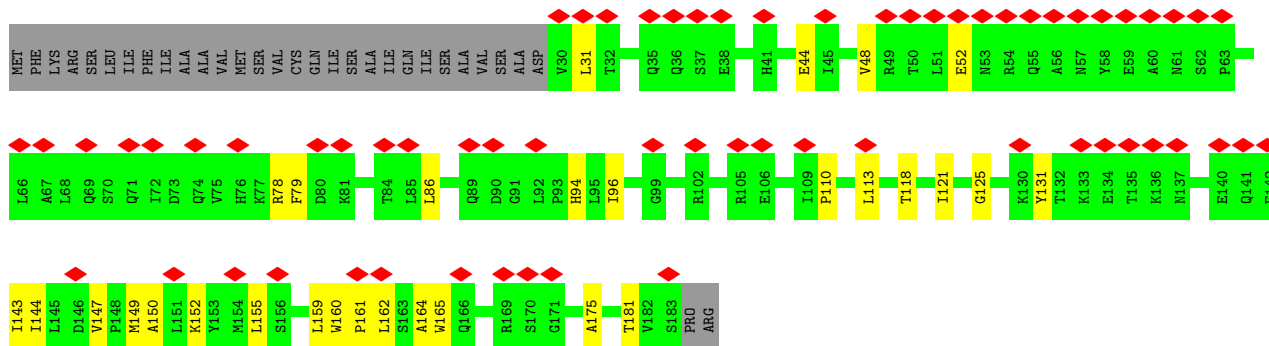 MET PHE LYS ARG SER LEU ILE PHE ILE ALA ALA VAL MET SER VAL CYS GLN ILE SER ALA ILE GLN ILE SER ALA VAL SER ALA ASP V30 L31 T32 Q35 Q36 S37 E38 H41 E44 I45 V48 R49 T50 L51 E52 N53 R54 Q55 A56 N57 Y58 E59 A60 N61 S62 P63
L66 A67 L68 Q69 S70 Q71 I72 D73 Q74 V75 H76 K77 R78 F79 D80 K81 T84 L85 L86 Q89 D90 G91 L92 P93 H94 L95 I96 G99 R102 R105 E106 I109 P110 L113 T118 I121 G125 K130 Y131 T132 K133 E134 T135 K136 N137 E140 Q141
I143 I144 L145 D146 V147 P148 M149 A150 L151 K152 Y153 M154 L155 S156 L159 W160 P161 L162 S163 A164 W165 Q166 R169 S170 G171 A175 T181 V182 S183 PRO ARG